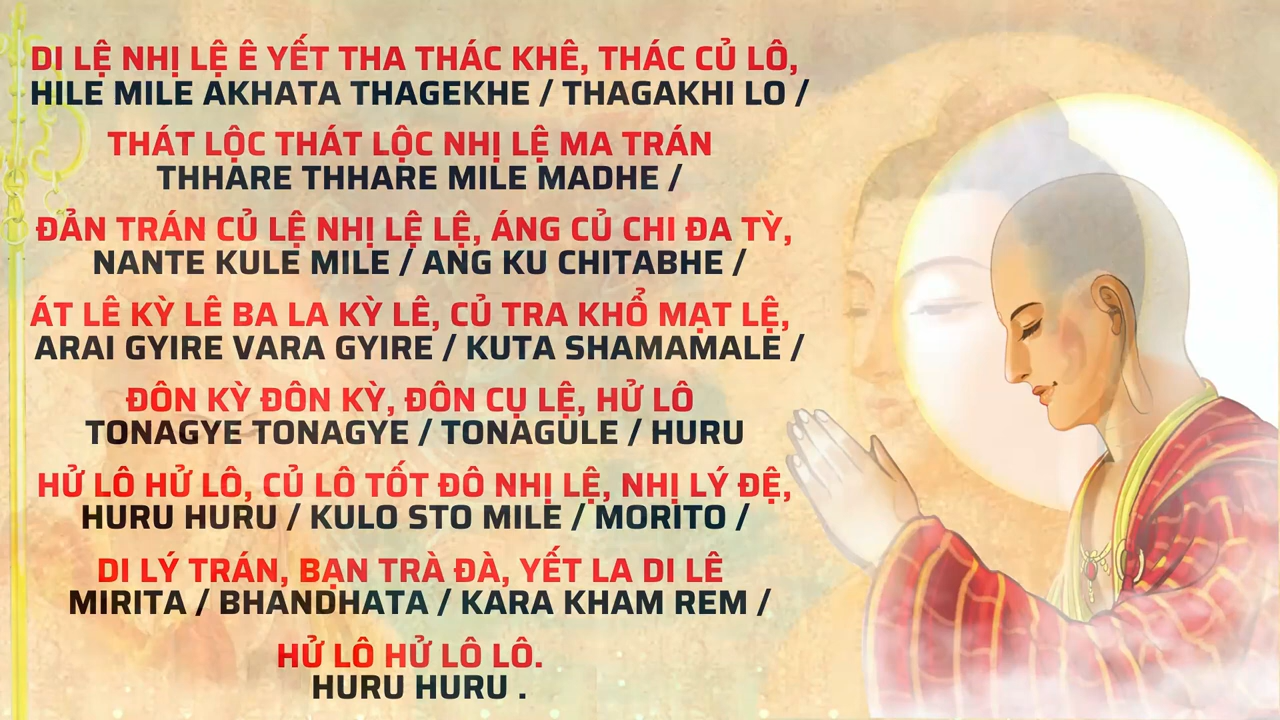 DI LỆ NHỊ LỆ Ê YẾT THA THÁC KHÊ, THÁC CỦ LÔ,
HILE MILE AKHATA THAGEKHE / THAGAKHI LO /
THÁT LỘC THÁT LỘC NHỊ LỆ MA TRÁN
THHARE THHARE MILE MADHE /
ĐẢN TRÁN CỦ LỆ NHỊ LỆ LỆ, ÁNG CỦ CHI ĐA TỲ,
NANTE KULE MILE / ANG KU CHITABHE /
ÁT LÊ KỲ LÊ BA LA KỲ LÊ, CỦ TRA KHỔ MẠT LỆ,
ARAI GYIRE VARA GYIRE / KUTA SHAMAMALE /
ĐÔN KỲ ĐÔN KỲ, ĐÔN CỤ LỆ, HỬ LÔ
TONAGYE TONAGYE / TONAGULE / HURU
HỬ LÔ HỬ LÔ, CỦ LÔ TỐT ĐÔ NHỊ LỆ, NHỊ LÝ ĐỆ,
HURU HURU / KULO STO MILE / MORITO /
DI LÝ TRÁN, BẠN TRÀ ĐÀ, YẾT LA DI LÊ
MIRITA / BHANDHATA / KARA KHAM REM /
HỬ LÔ HỬ LÔ LÔ.
HURU HURU .